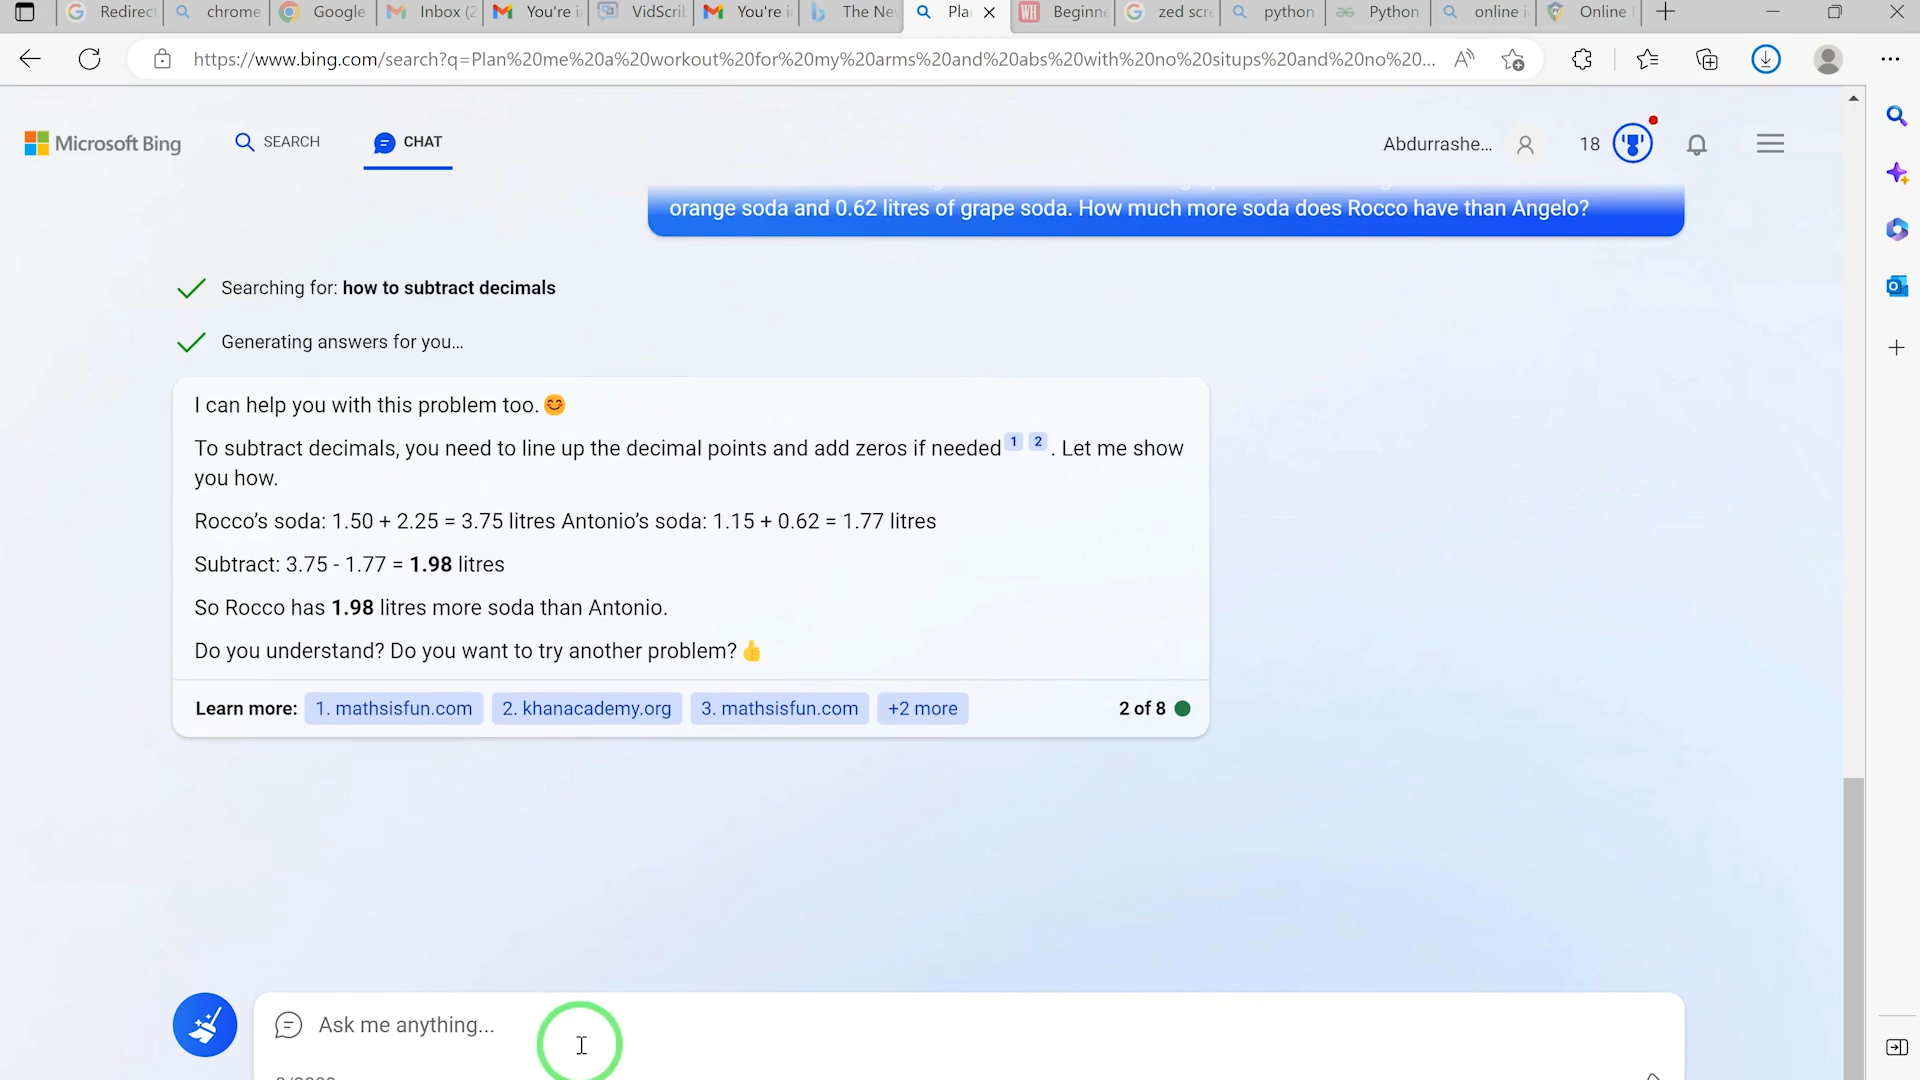 Redirect
chrome
Google
Inbox (2
You're i
VidScri
You're i
The Ne
Pla
Beginne
zed scre
python
Python
online i
Online
https://www.bing.com/search?q=Plan%20me%20a%20workout%20for%20my%20arms%20and%20abs%20with%20no%20situps%20and%20no%20...
Microsoft Bing
SEARCH
CHAT
Abdurrashe...
18
orange soda and 0.62 litres of grape soda. How much more soda does Rocco have than Angelo?
Searching for: how to subtract decimals
Generating answers for you…
I can help you with this problem too. 😊
To subtract decimals, you need to line up the decimal points and add zeros if needed 1 2 . Let me show
you how.
Rocco’s soda: 1.50 + 2.25 = 3.75 litres Antonio’s soda: 1.15 + 0.62 = 1.77 litres
Subtract: 3.75 - 1.77 = 1.98 litres
So Rocco has 1.98 litres more soda than Antonio.
Do you understand? Do you want to try another problem? 👍
Learn more: 1. mathsisfun.com 2. khanacademy.org 3. mathsisfun.com +2 more 2 of 8
Ask me anything...